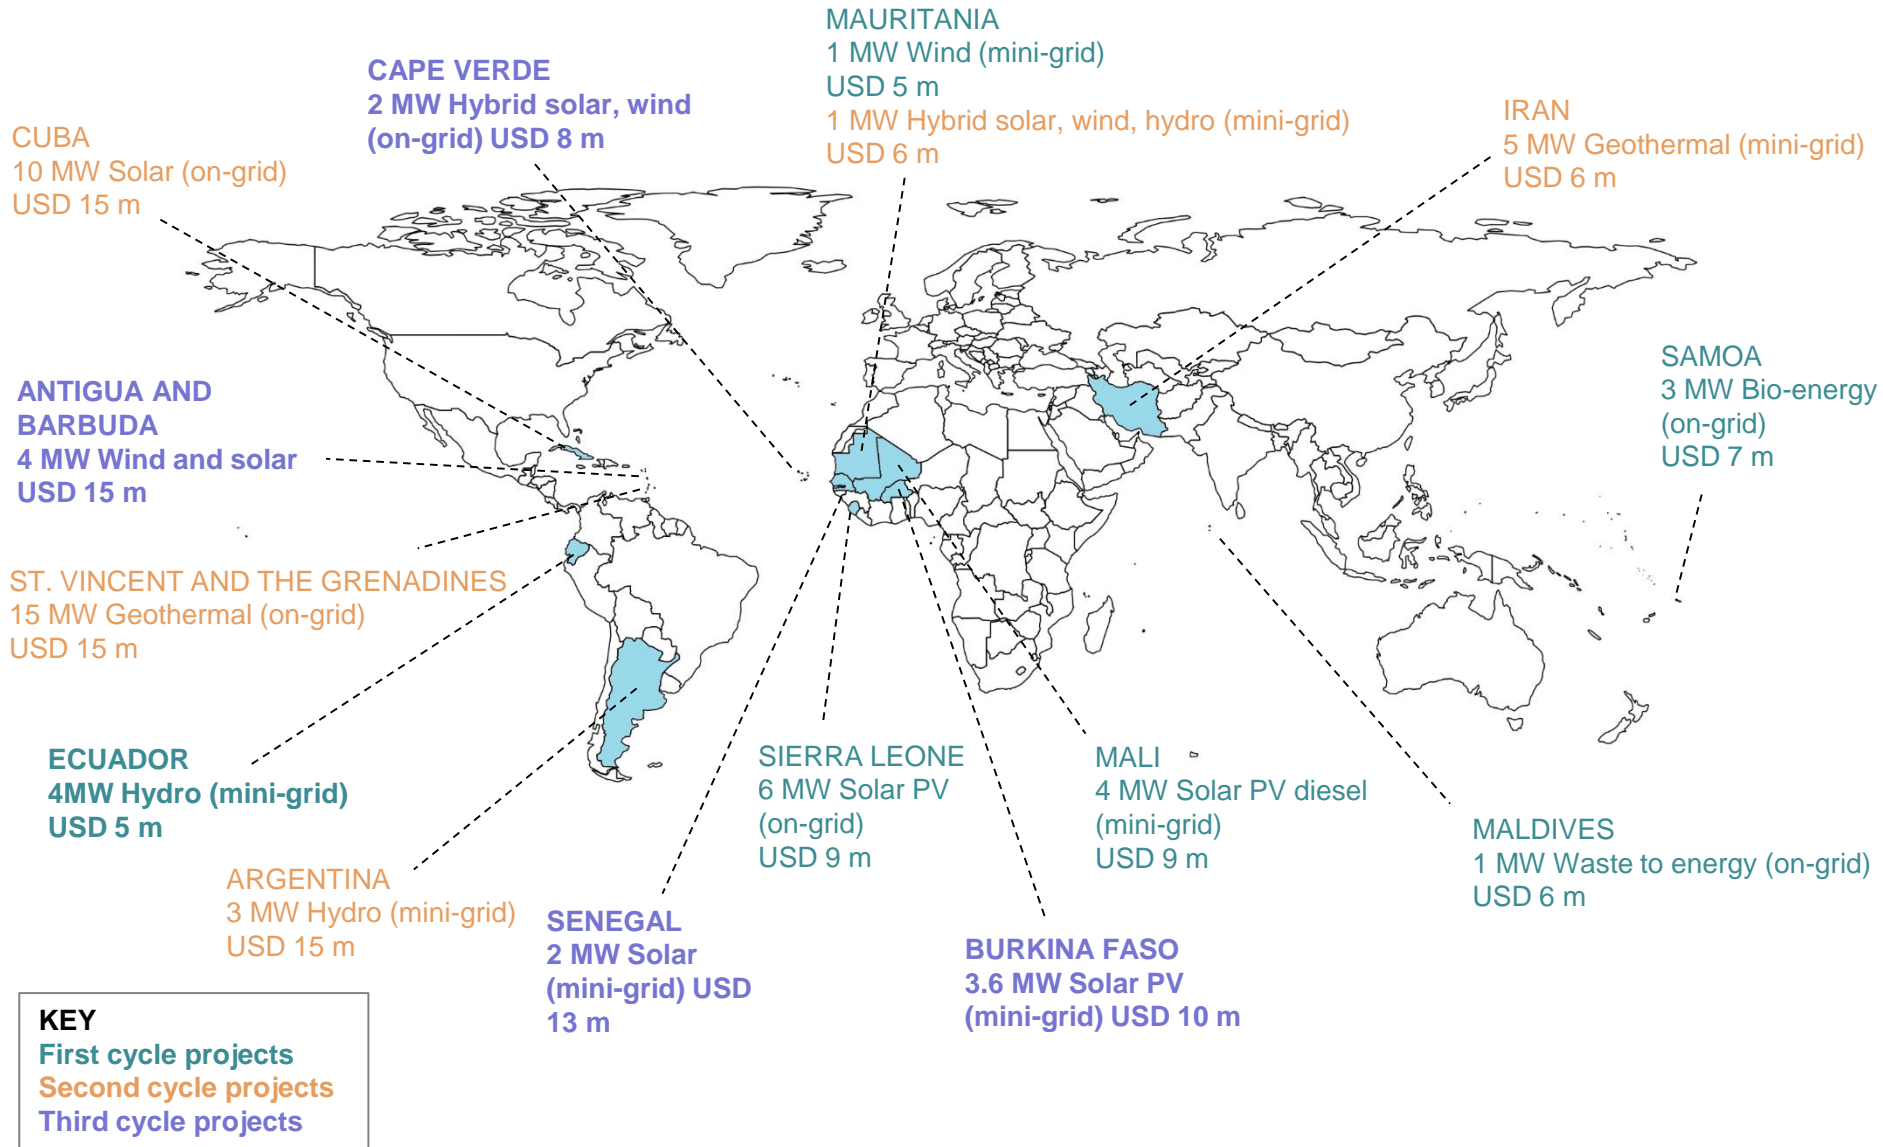 MAURITANIA
1 MW Wind (mini-grid)
USD 5 m
1 MW Hybrid solar, wind, hydro (mini-grid)
USD 6 m
CAPE VERDE
2 MW Hybrid solar, wind
(on-grid) USD 8 m
IRAN
5 MW Geothermal (mini-grid)
USD 6 m
CUBA
10 MW Solar (on-grid)
USD 15 m
SAMOA
3 MW Bio-energy
(on-grid)
USD 7 m
ANTIGUA AND
BARBUDA
4 MW Wind and solar
USD 15 m
ST. VINCENT AND THE GRENADINES
15 MW Geothermal (on-grid)
USD 15 m
ECUADOR
4MW Hydro (mini-grid)
USD 5 m
SIERRA LEONE
6 MW Solar PV
(on-grid)
USD 9 m
MALI
4 MW Solar PV diesel
(mini-grid)
USD 9 m
MALDIVES
1 MW Waste to energy (on-grid)
USD 6 m
ARGENTINA
3 MW Hydro (mini-grid)
USD 15 m
SENEGAL
2 MW Solar
(mini-grid) USD
13 m
BURKINA FASO
3.6 MW Solar PV
(mini-grid) USD 10 m
KEY
First cycle projects
Second cycle projects
Third cycle projects